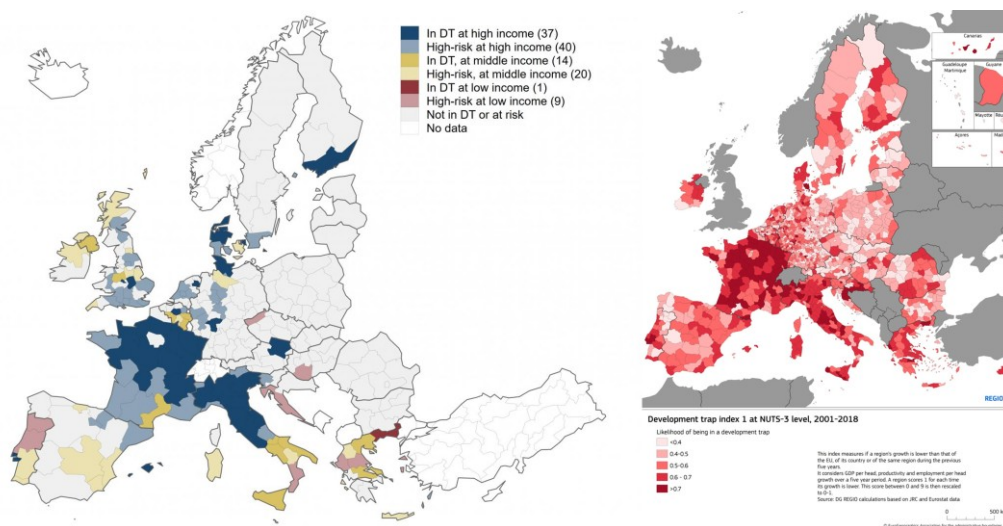 In DT at high income (37)
High-risk at high income (40)
In DT, at middle income (14)
High-risk, at middle income (20)
In DT at low income (1)
High-risk at low income (9)
Not in DT or at risk
No data
Canarias
Guadeloupe
Martinique
Guyane
Mayotte
Açores
REGIO
Development trap index 1 at NUTS-3 level, 2001-2018
Likelihood of being in a development trap
<0.4
0.4-0.5
0.5-0.6
0.6 - 0.7
>0.7
This index measures if a region's growth is lower than that of
the EU, of its country or of the same region during the previous
five years.
It considers GDP per head, productivity and employment per head
growth over a five year period. A region scores 1 for each time
its growth is lower. This score between 0 and 9 is then rescaled
to 0-1.
Source: DG REGIO calculations based on JRC and Eurostat data
0 500